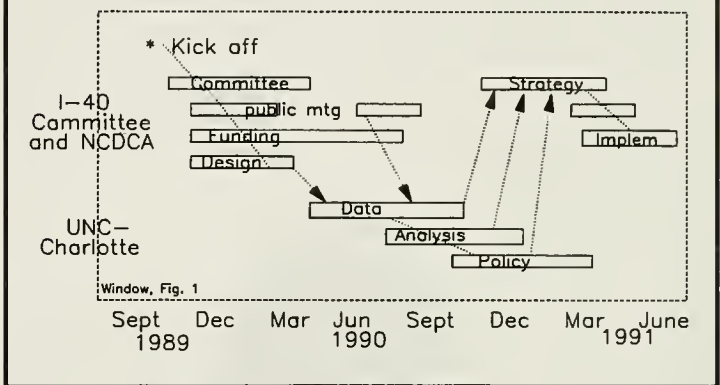 * Kick off
Committee
Strategy
I-40
Cammittee
and NCDCA
public mtg
Funding
Implem
Design
Data
UNC-
Charlotte
Analysis
Policy
Window, Fig. 1
Sept Dec Mar Jun Sept Dec Mar June
1989 1990 1991